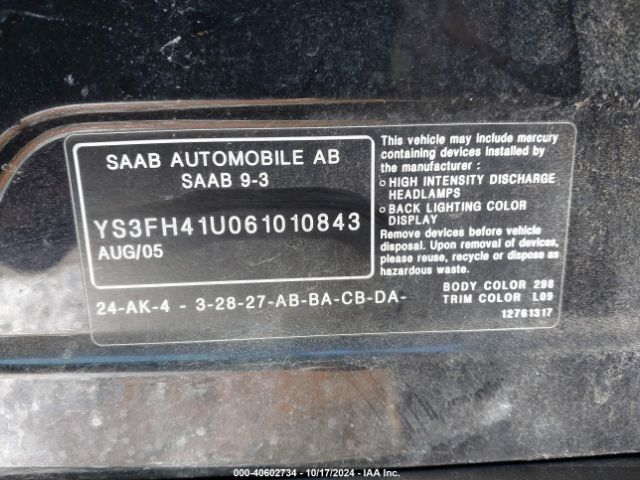 SAAB AUTOMOBILE AB
SAAB 9-3
YS3FH41U061010843
AUG/05
24-AK-4 - 3-28-27-AB-BA-CB-DA-
This vehicle may include mercury
containing devices installed by
the manufacturer :
o HIGH INTENSITY DISCHARGE
HEADLAMPS
o BACK LIGHTING COLOR
DISPLAY
Remove devices before vehicle
disposal. Upon removal of devices,
please reuse, recycle or dispose as
hazardous waste.
BODY COLOR 298
TRIM COLOR L09
12761317
000-40602734 - 10/17/2024 - IAA Inc.